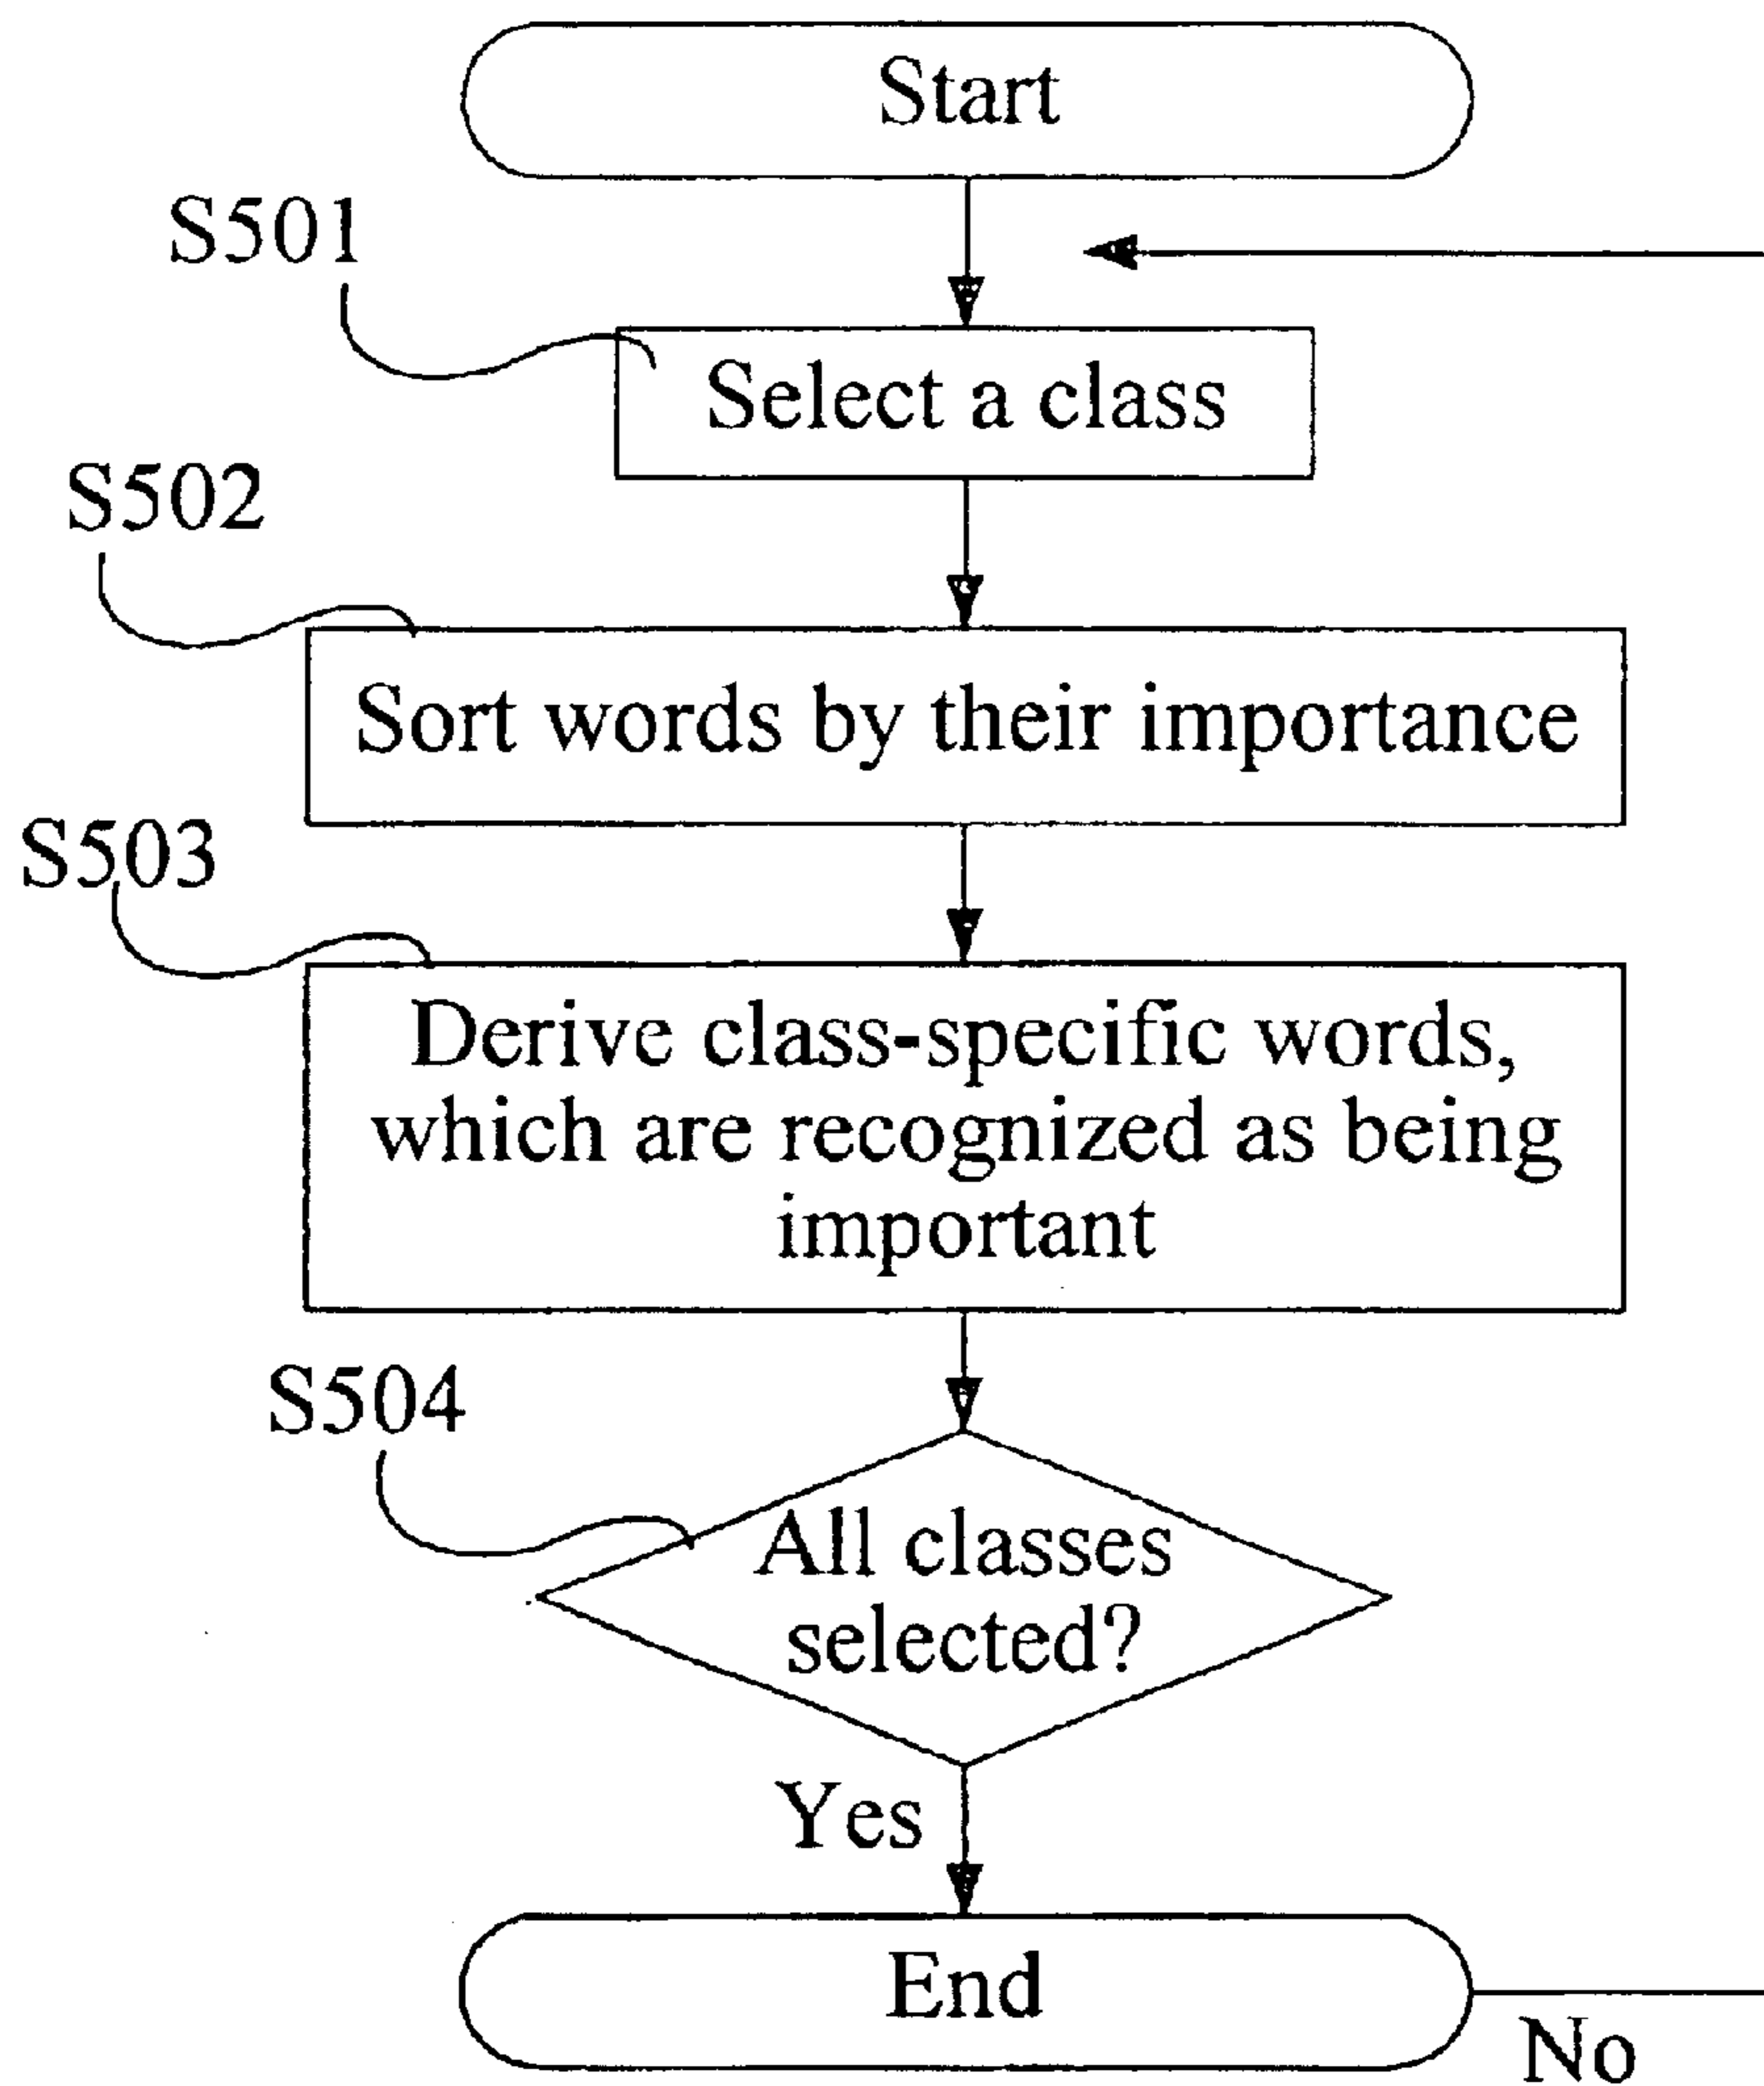 Start
S501
Select a class
S502
Sort words by their importance
S503
Derive class-specific words,
which are recognized as being
important
S504
All classes
selected?
Yes
End
No